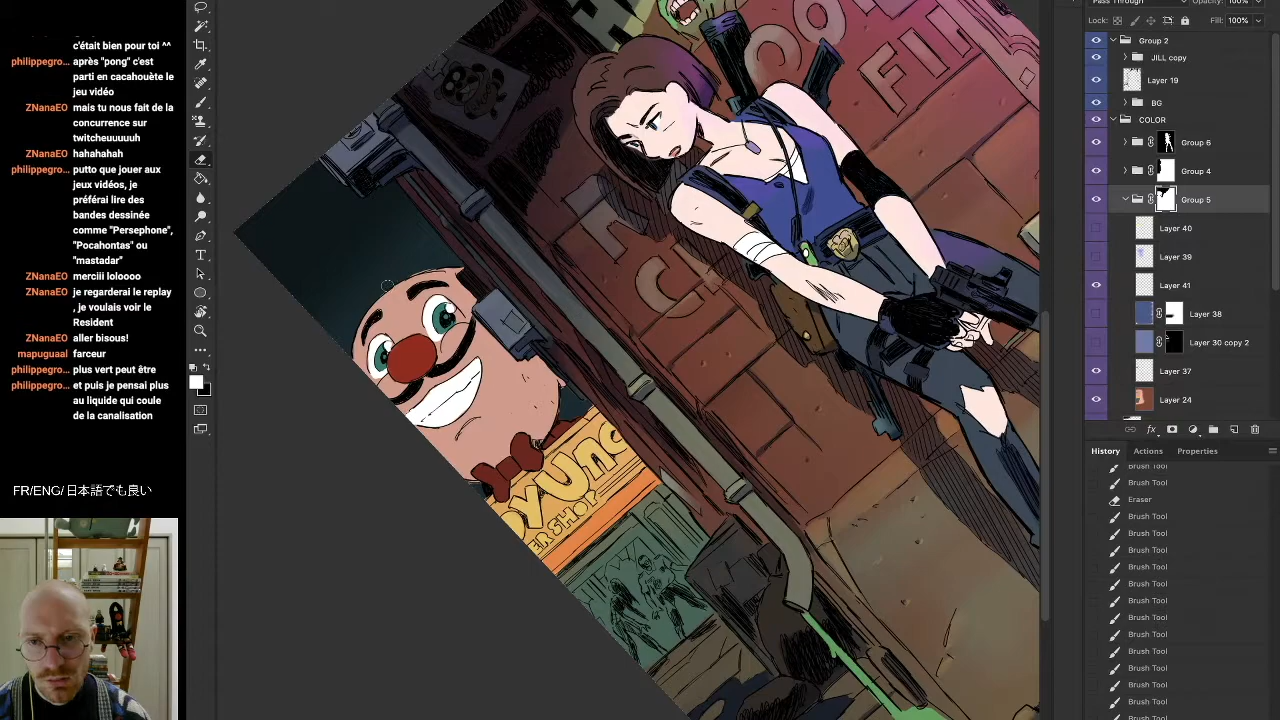 c'était bien pour toi ^^
philippegro... après "pong" c'est
parti en cacahouète le
jeu vidéo
ZNanaEO mais tu nous fait de la
concurrence sur
twitcheuuuuh
ZNanaEO hahahahah
philippegro... putto que jouer aux
jeux vidéos, je
préférai lire des
bandes dessinée
comme "Persephone",
"Pocahontas" ou
"mastadar"
ZNanaEO merciii loloooo
ZNanaEO je regarderai le replay
, je voulais voir le
Resident
ZNanaEO aller bisous!
mapuguaal farceur
philippegro... plus vert peut être
philippegro... et puis je pensai plus
au liquide qui coule
de la canalisation
FR/ENG/日本語でも良い
Pass Through
Opacity: 100%
Lock:
Fill: 100%
Group 2
JILL copy
Layer 19
BG
COLOR
Group 6
Group 4
Group 5
Layer 40
Layer 39
Layer 41
Layer 38
Layer 30 copy 2
Layer 37
Layer 24
fx
History Actions Properties
Brush Tool
Brush Tool
Eraser
Brush Tool
Brush Tool
Brush Tool
Brush Tool
Brush Tool
Brush Tool
Brush Tool
Brush Tool
Brush Tool
Brush Tool
Brush Tool
Brush Tool
Brush Tool